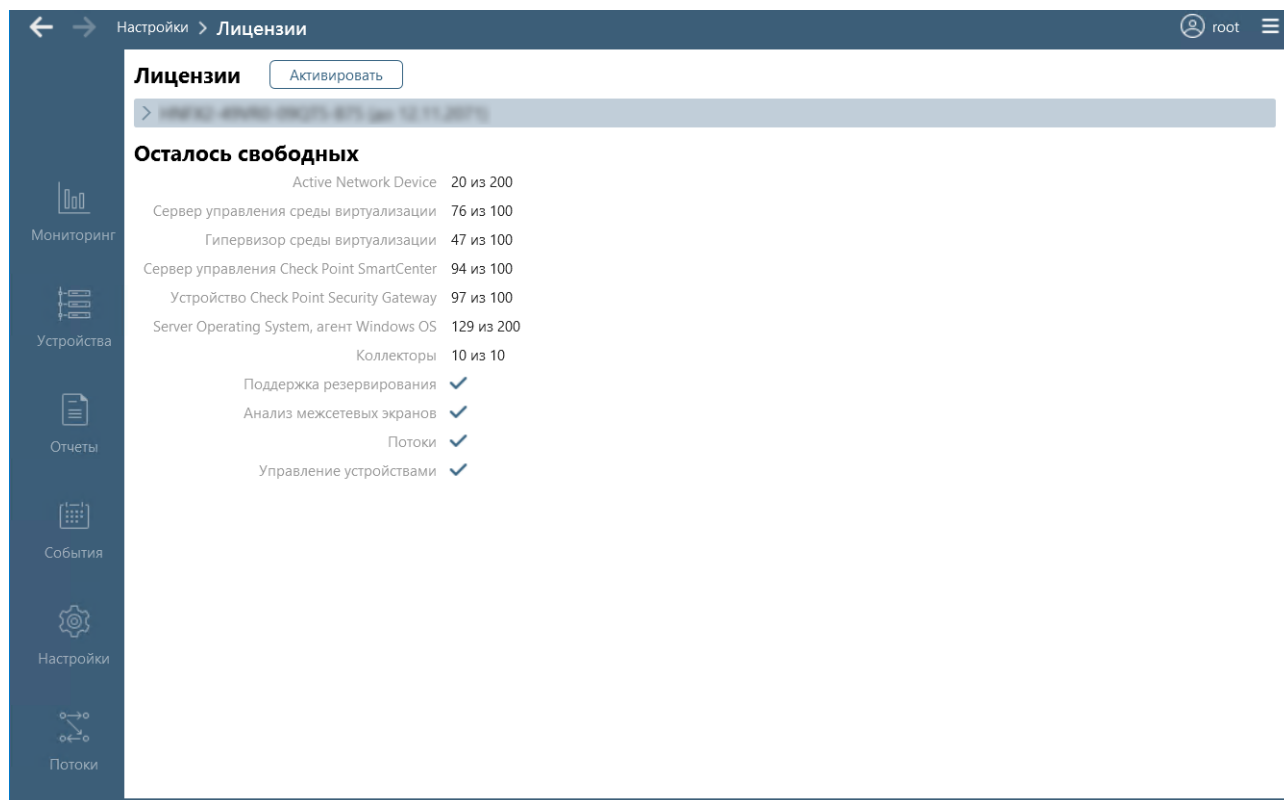 Настройки > Лицензии
root
Лицензии
Активировать
Осталось свободных
Active Network Device 20 из 200
Сервер управления среды виртуализации 76 из 100
Гипервизор среды виртуализации 47 из 100
Сервер управления Check Point SmartCenter 94 из 100
Устройство Check Point Security Gateway 97 из 100
Server Operating System, агент Windows OS 129 из 200
Коллекторы 10 из 10
Поддержка резервирования
Анализ межсетевых экранов
Потоки
Управление устройствами
Мониторинг
Устройства
Отчеты
События
Настройки
Потоки